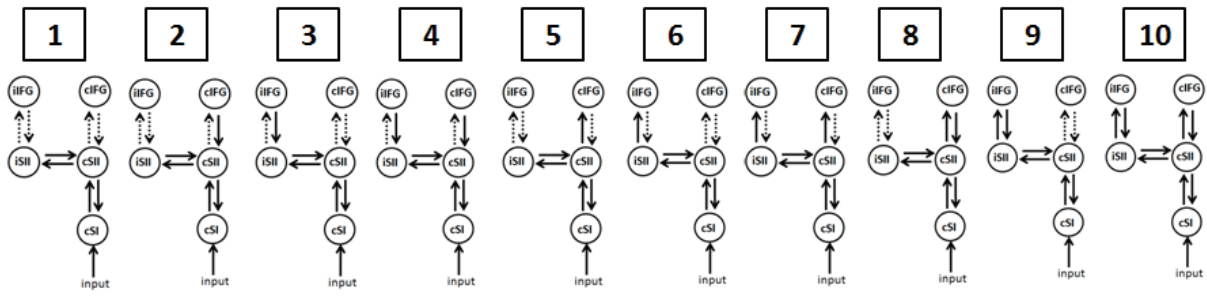 1 2 3 4 5 6 7 8 9 10
iIFG cIFG iIFG cIFG iIFG cIFG iIFG cIFG iIFG cIFG iIFG cIFG iIFG cIFG iIFG cIFG iIFG cIFG iIFG cIFG
iSII cSII iSII cSII iSII cSII iSII cSII iSII cSII iSII cSII iSII cSII iSII cSII iSII cSII iSII cSII
cSI cSI cSI cSI cSI cSI cSI cSI cSI cSI
input input input input input input input input input input